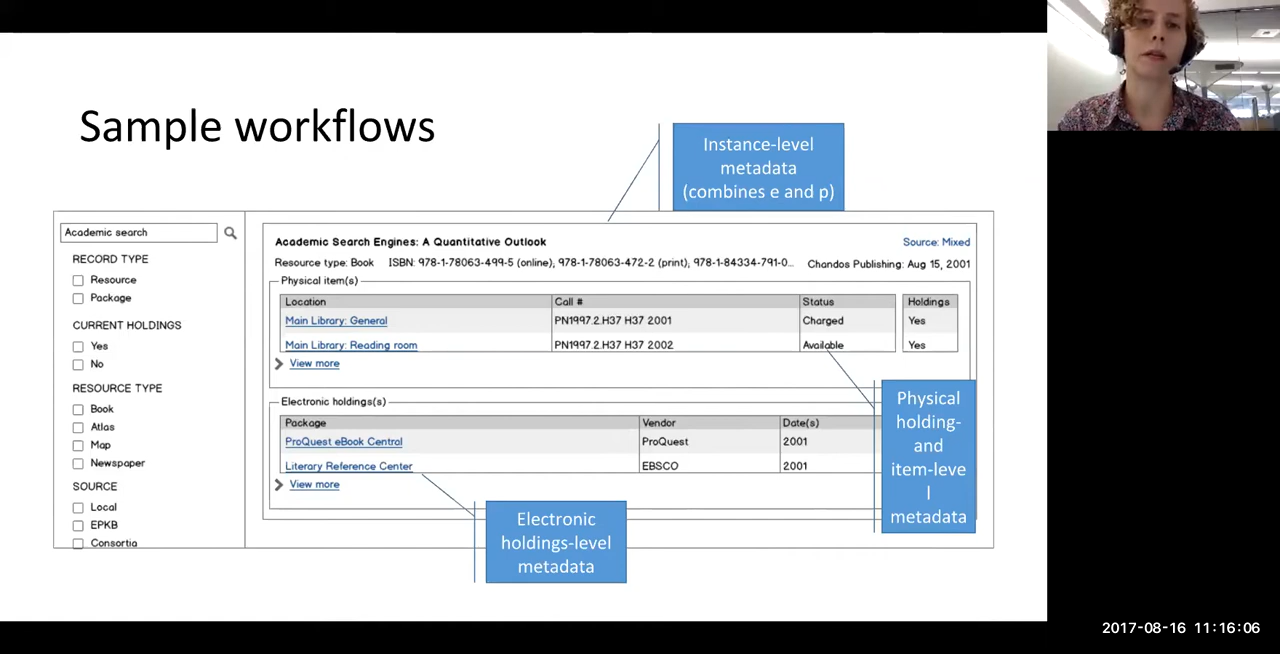 Sample workflows
Instance-level
metadata
(combines e and p)
Academic search
RECORD TYPE
Resource
Package
CURRENT HOLDINGS
Yes
No
RESOURCE TYPE
Book
Atlas
Map
Newspaper
SOURCE
Local
EPKB
Consortia
Academic Search Engines: A Quantitative Outlook
Source: Mixed
Resource type: Book ISBN: 978-1-78063-499-5 (online); 978-1-78063-472-2 (print); 978-1-84334-791-0... Chandos Publishing: Aug 15, 2001
Physical item(s)
Location Call # Status Holdings
Main Library: General PN1997.2.H37 H37 2001 Charged Yes
Main Library: Reading room PN1997.2.H37 H37 2002 Available Yes
View more
Electronic holdings(s)
Package Vendor Date(s)
ProQuest eBook Central ProQuest 2001
Literary Reference Center EBSCO 2001
View more
Physical
holding-
and
item-leve
l
metadata
Electronic
holdings-level
metadata
2017-08-16 11:16:06